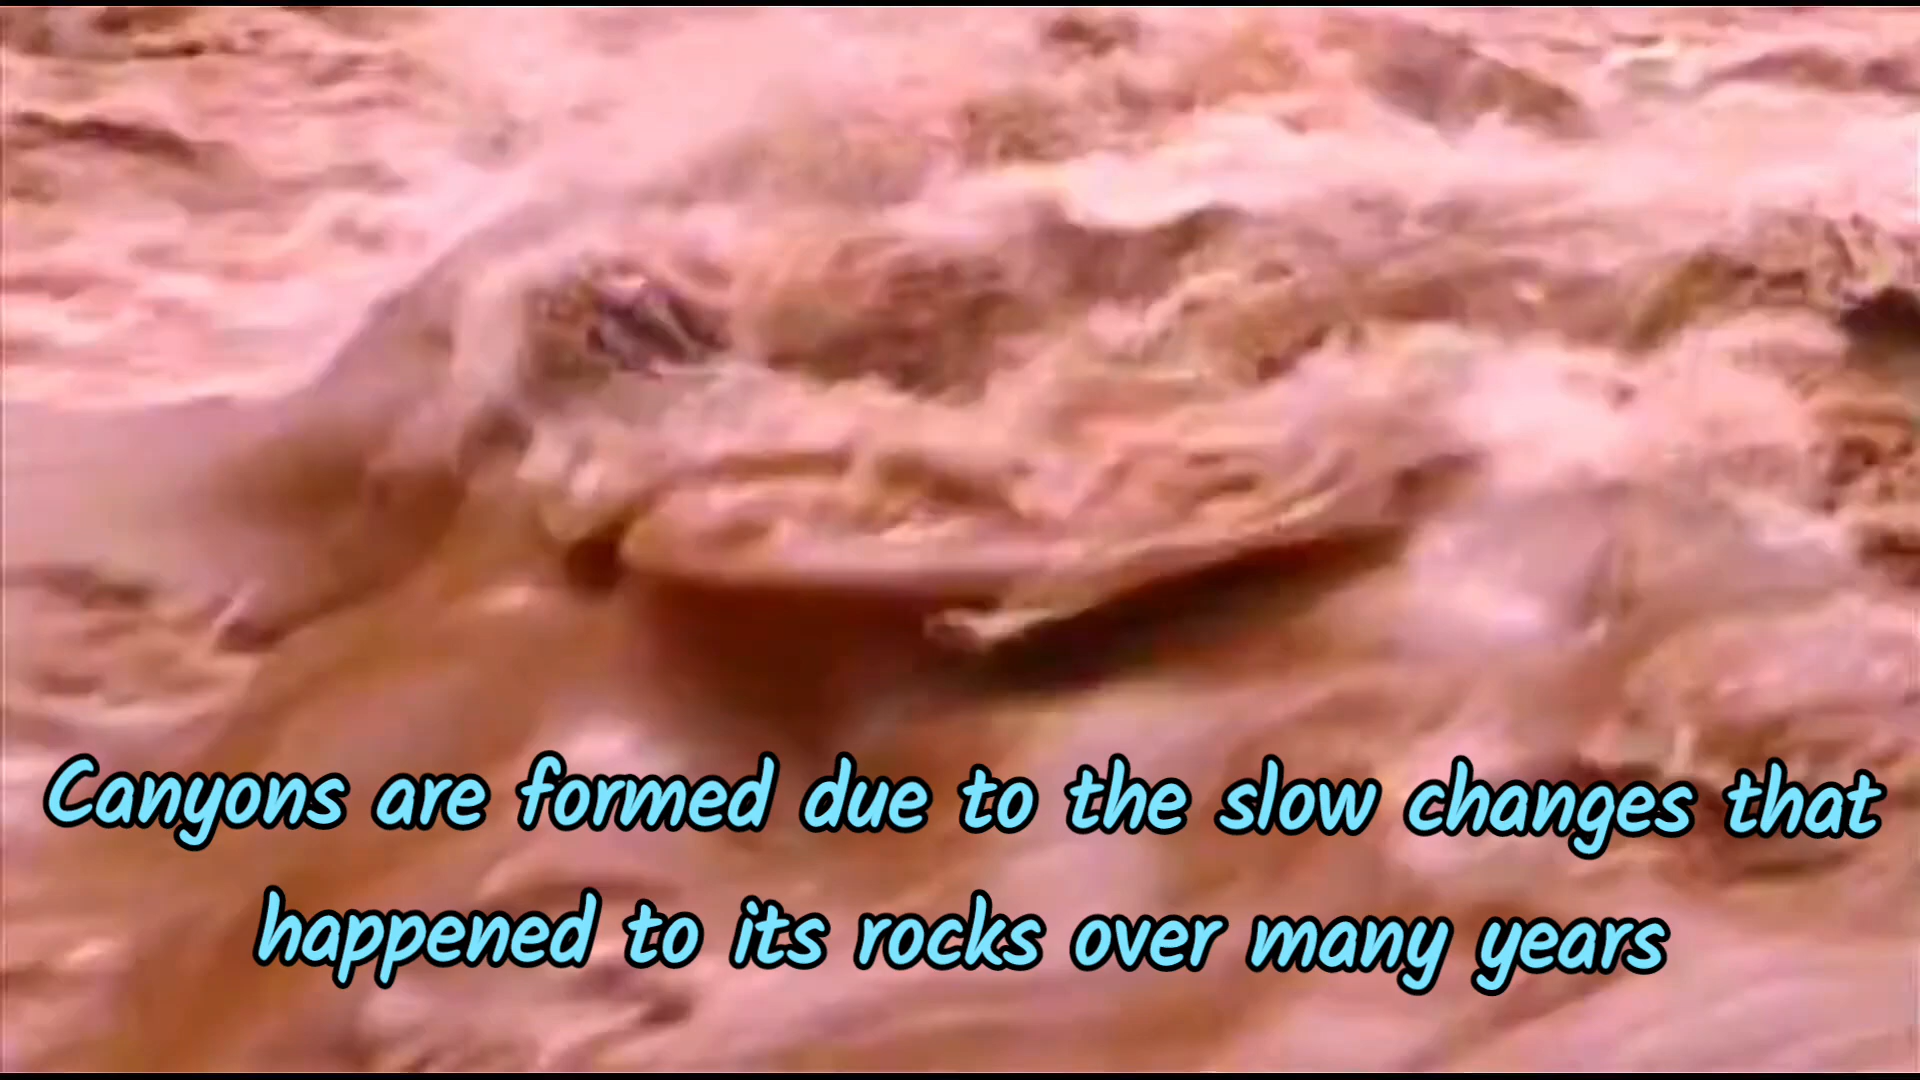 Canyons are formed due to the slow changes that
happened to its rocks over many years